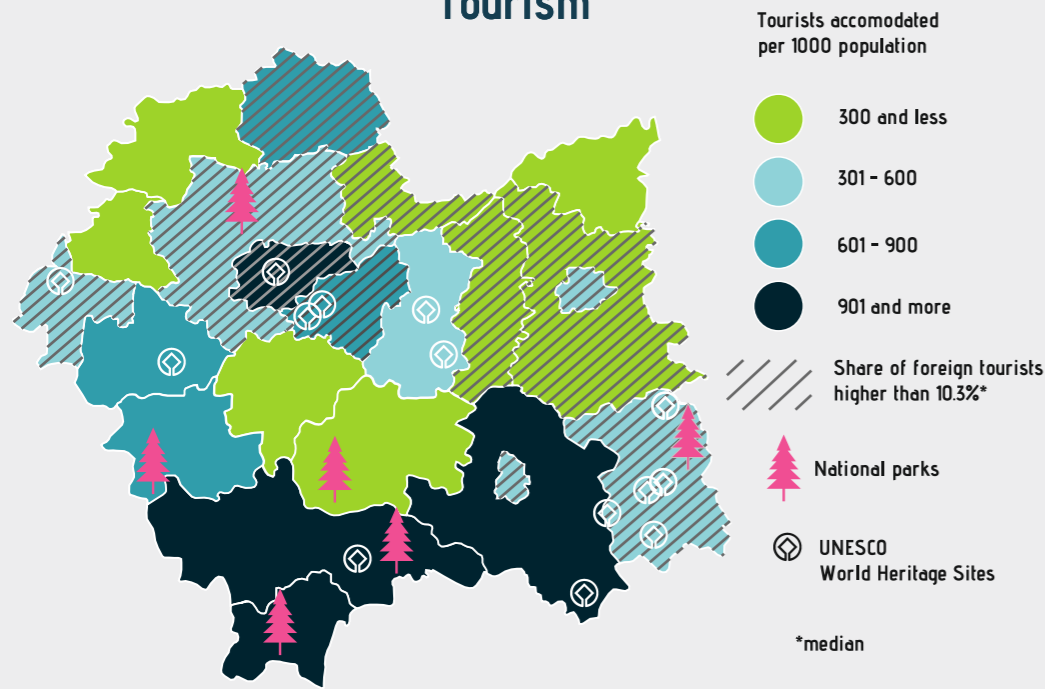 Tourism
Tourists accomodated
per 1000 population
300 and less
301 - 600
601 - 900
901 and more
Share of foreign tourists
higher than 10.3%*
National parks
UNESCO
World Heritage Sites
*median